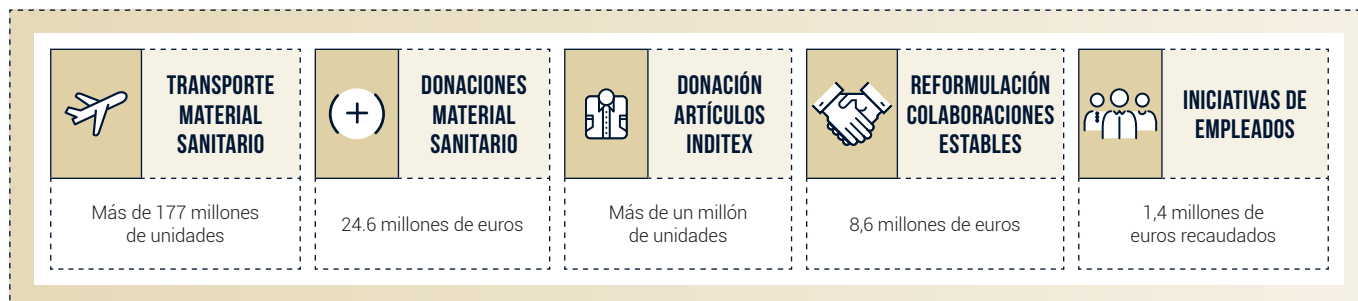 TRANSPORTE
MATERIAL
SANITARIO
Más de 177 millones
de unidades
DONACIONES
MATERIAL
SANITARIO
24.6 millones de euros
DONACIÓN
ARTÍCULOS
INDITEX
Más de un millón
de unidades
REFORMULACIÓN
COLABORACIONES
ESTABLES
8,6 millones de euros
INICIATIVAS DE
EMPLEADOS
1,4 millones de
euros recaudados